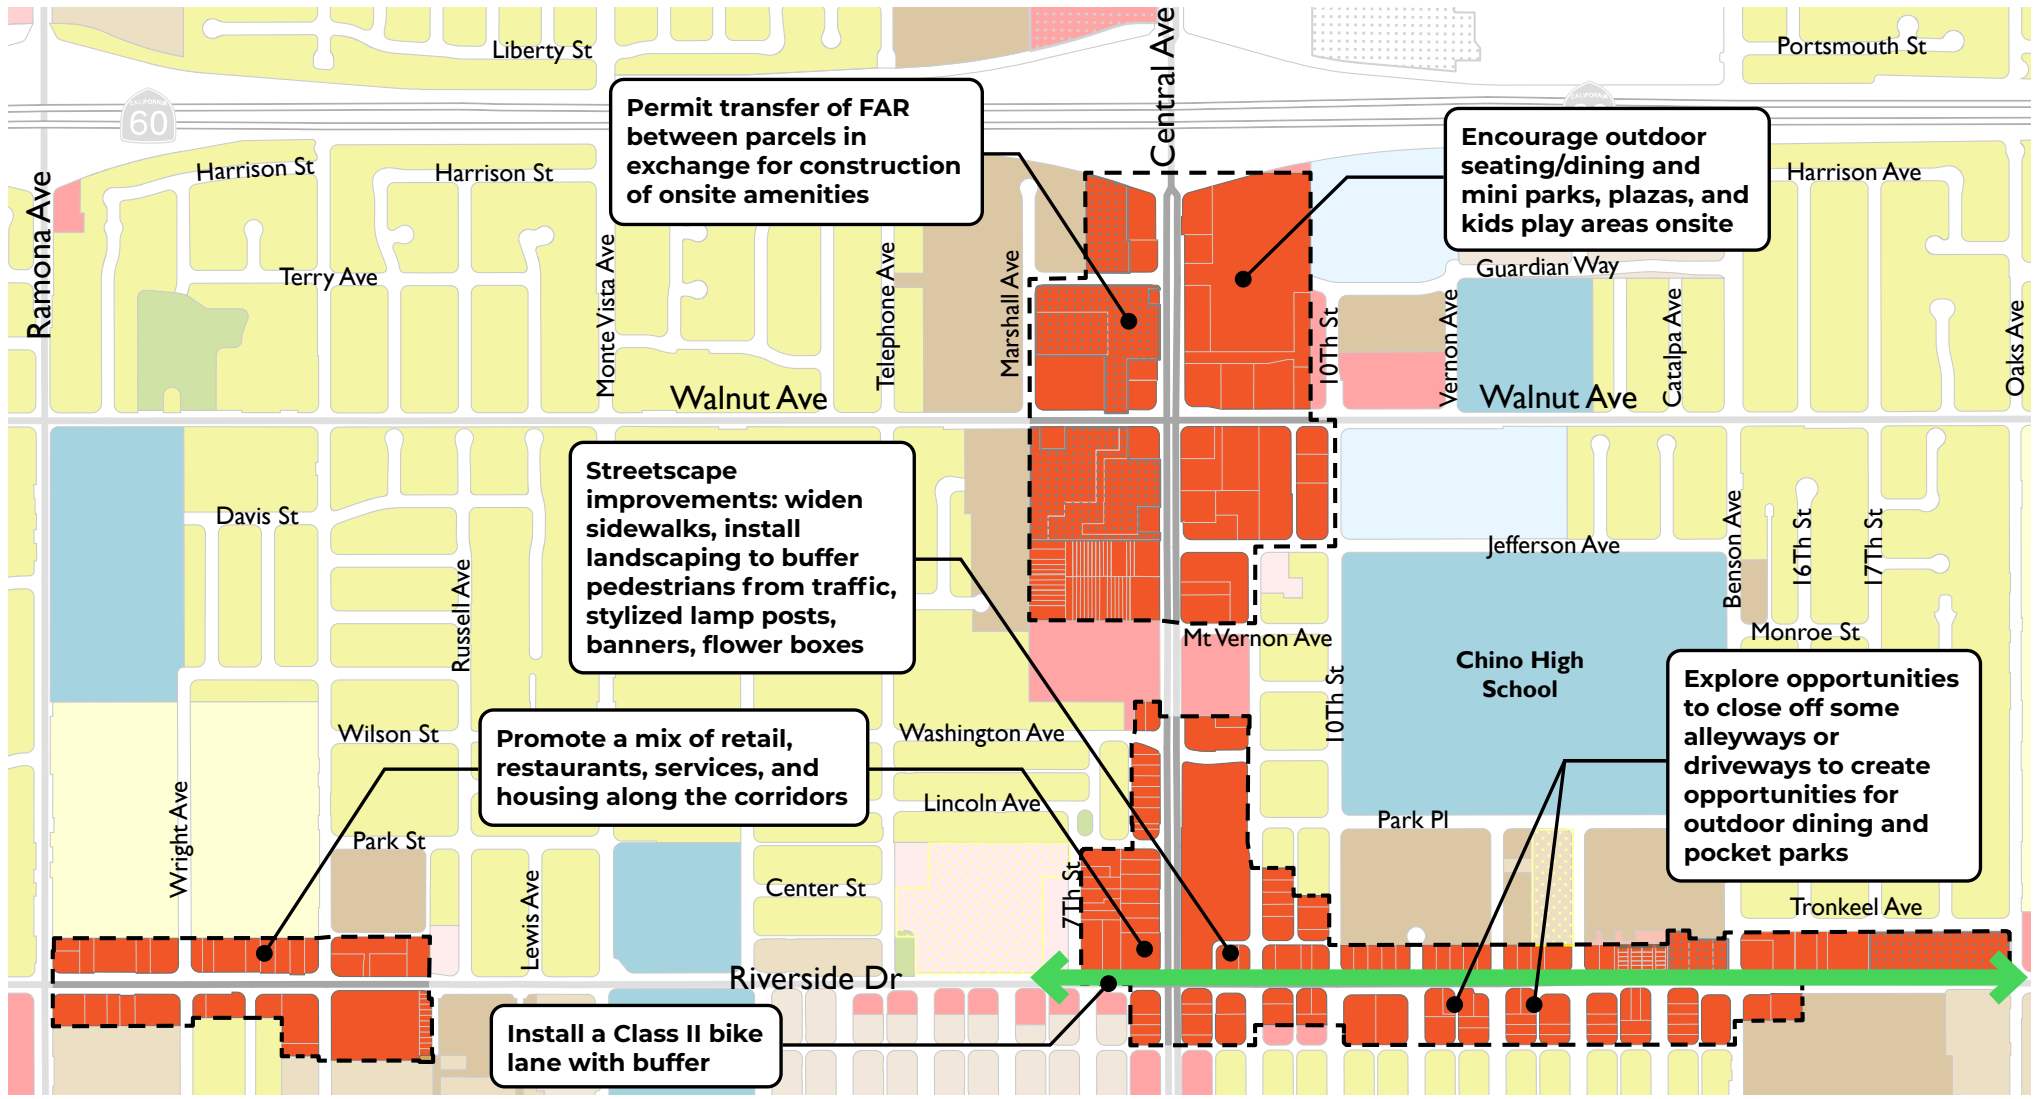 Liberty St
Portsmouth St
Central Ave
CALIFORNIA
60
CALIFORNIA
Permit transfer of FAR
between parcels in
exchange for construction
of onsite amenities
Encourage outdoor
seating/dining and
mini parks, plazas, and
kids play areas onsite
Harrison St
Harrison St
Harrison Ave
Ramona Ave
Terry Ave
Monte Vista Ave
Telephone Ave
Marshall Ave
Guardian Way
10Th St
Vernon Ave
Catalpa Ave
Oaks Ave
Walnut Ave
Walnut Ave
Streetscape
improvements: widen
sidewalks, install
landscaping to buffer
pedestrians from traffic,
stylized lamp posts,
banners, flower boxes
Davis St
Russell Ave
Jefferson Ave
Benson Ave
16Th St
17Th St
Mt Vernon Ave
Monroe St
Chino High
School
10Th St
Explore opportunities
to close off some
alleyways or
driveways to create
opportunities for
outdoor dining and
pocket parks
Wilson St
Washington Ave
Promote a mix of retail,
restaurants, services, and
housing along the corridors
Lincoln Ave
Park Pl
Wright Ave
Park St
Center St
Lewis Ave
7Th St
Tronkeel Ave
Riverside Dr
Install a Class II bike
lane with buffer